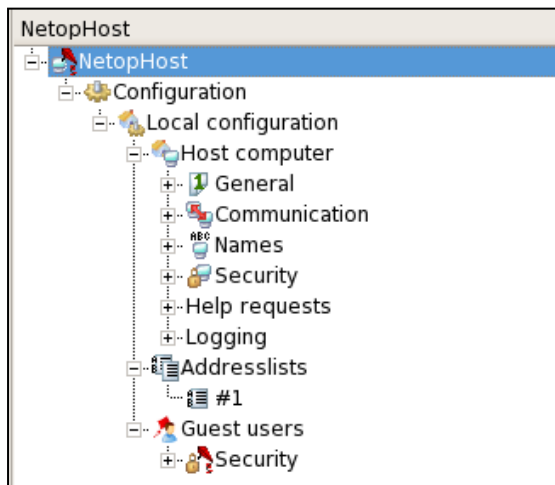 NetopHost
NetopHost
Configuration
Local configuration
Host computer
General
Communication
ABC
Names
Security
Help requests
Logging
Addresslists
#1
Guest users
Security